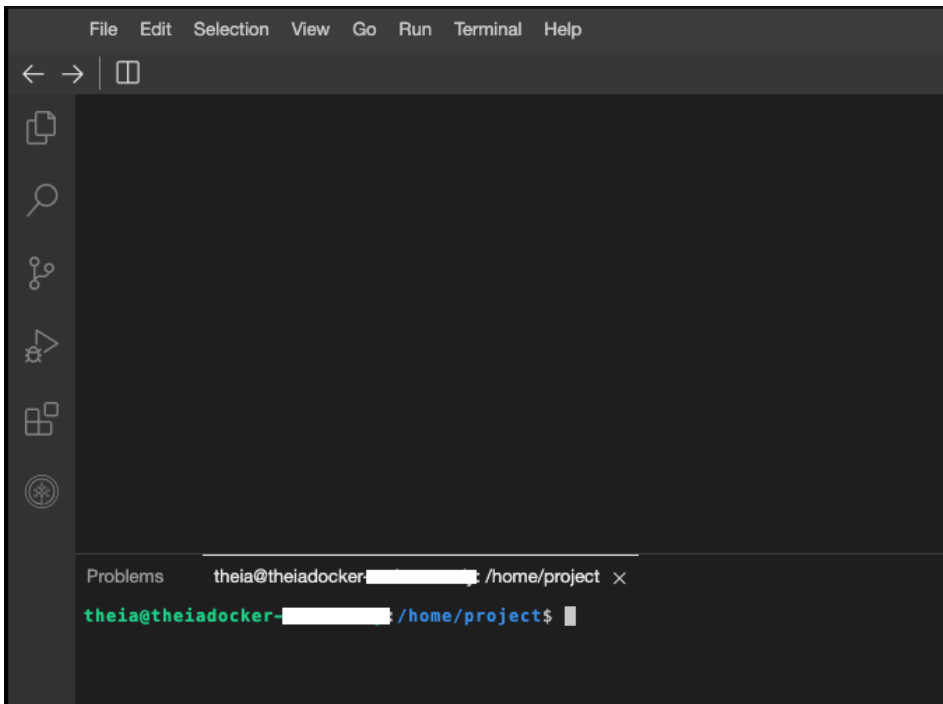 File Edit Selection View Go Run Terminal Help
Problems theia@theiadocker- : /home/project ×
theia@theiadocker- :/home/project$